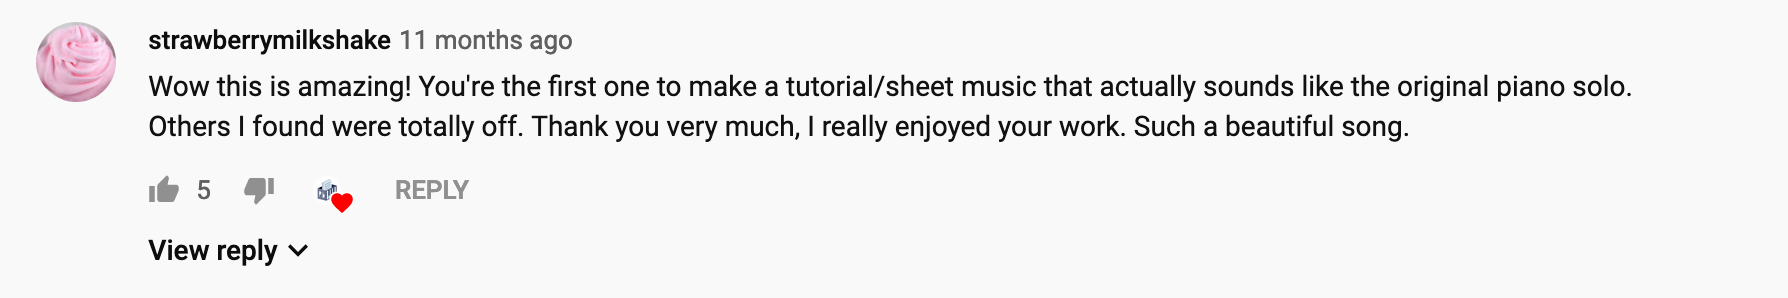 strawberrymilkshake 11 months ago
Wow this is amazing! You're the first one to make a tutorial/sheet music that actually sounds like the original piano solo.
Others I found were totally off. Thank you very much, I really enjoyed your work. Such a beautiful song.
5 REPLY
View reply